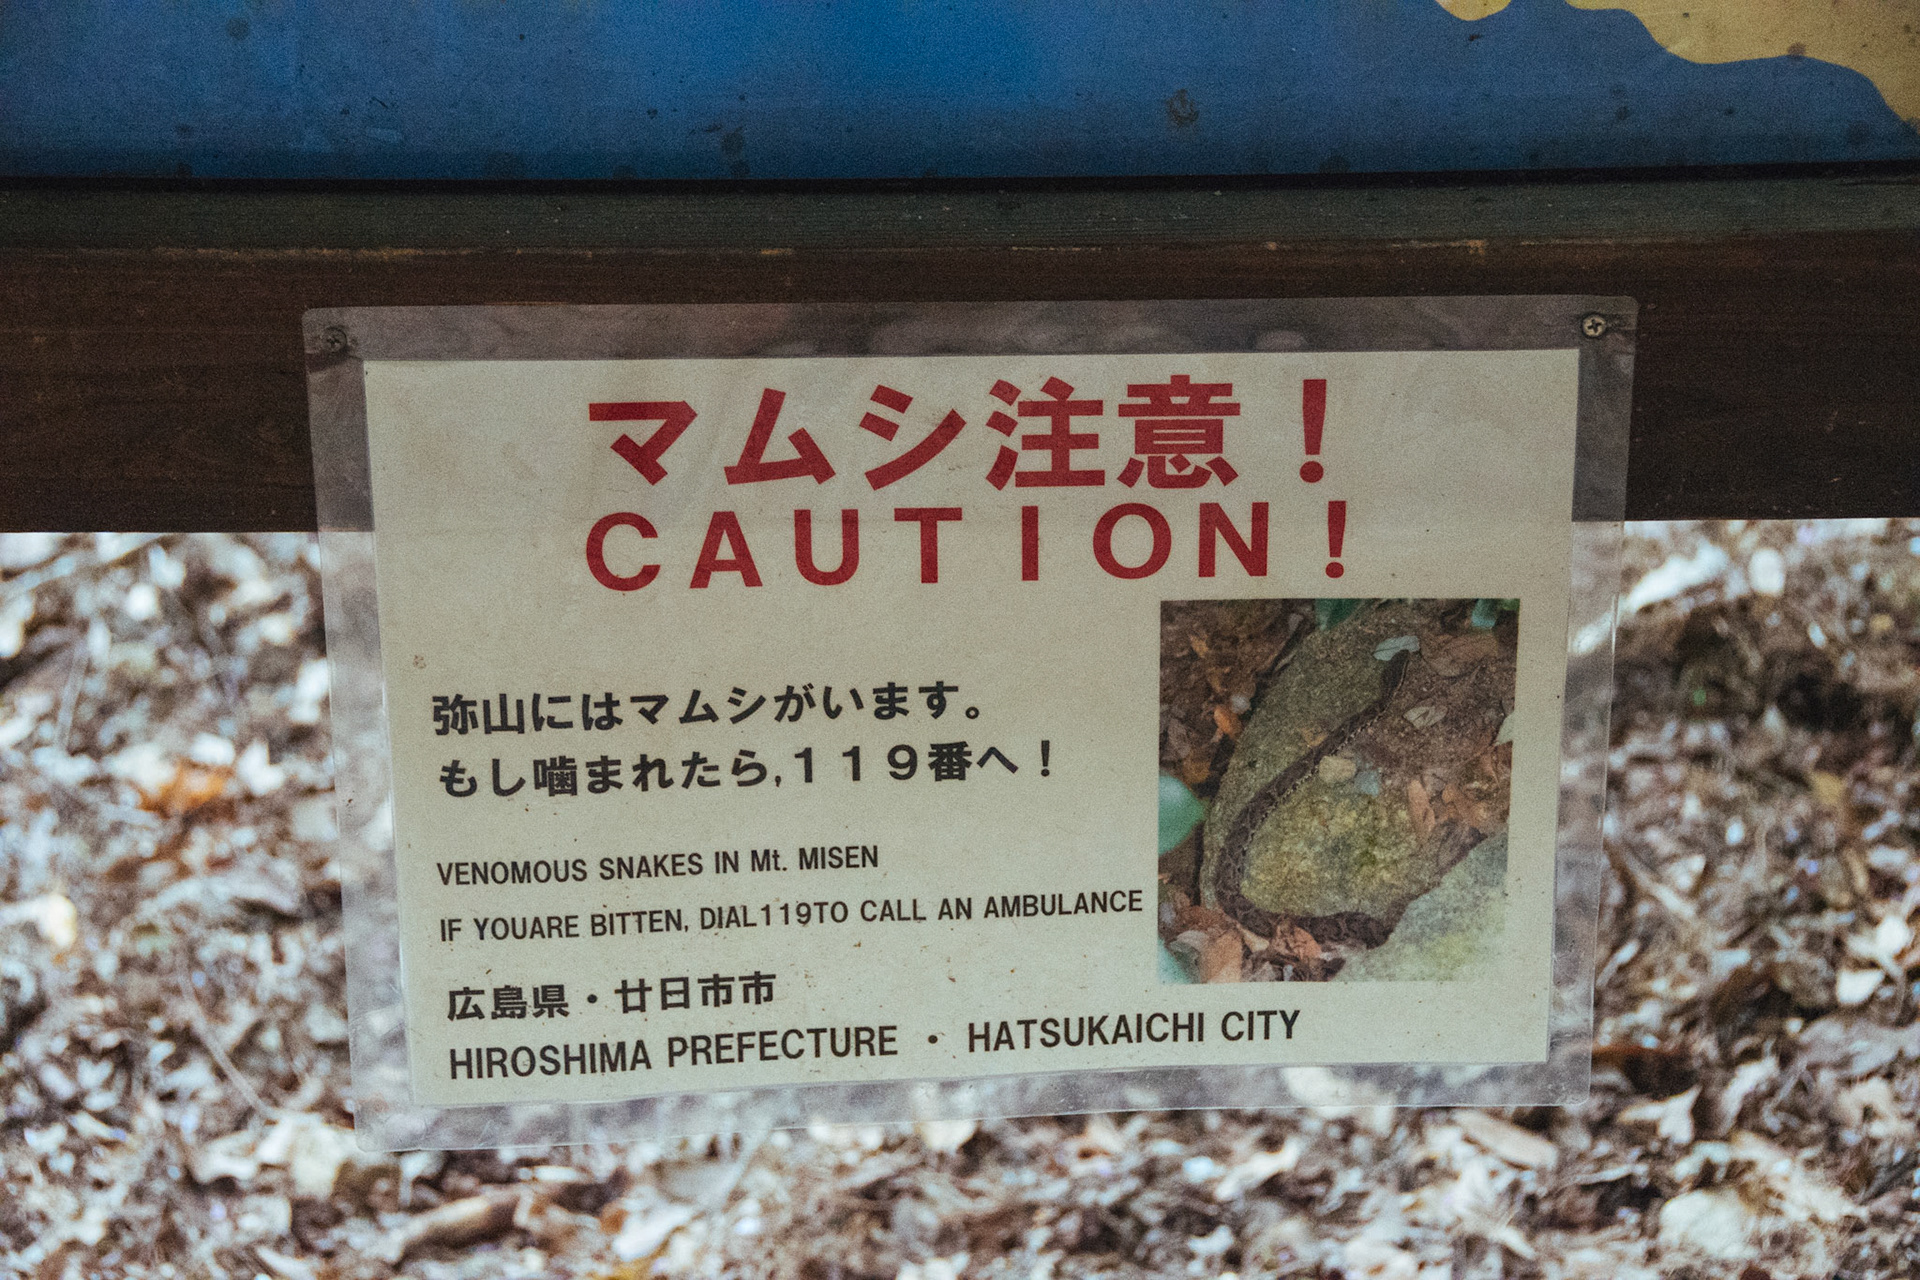 マムシ注意！
CAUTION！
弥山にはマムシがいます。
もし噛まれたら,１１９番へ！
VENOMOUS SNAKES IN Mt. MISEN
IF YOUARE BITTEN, DIAL119TO CALL AN AMBULANCE
広島県・廿日市市
HIROSHIMA PREFECTURE ・ HATSUKAICHI CITY